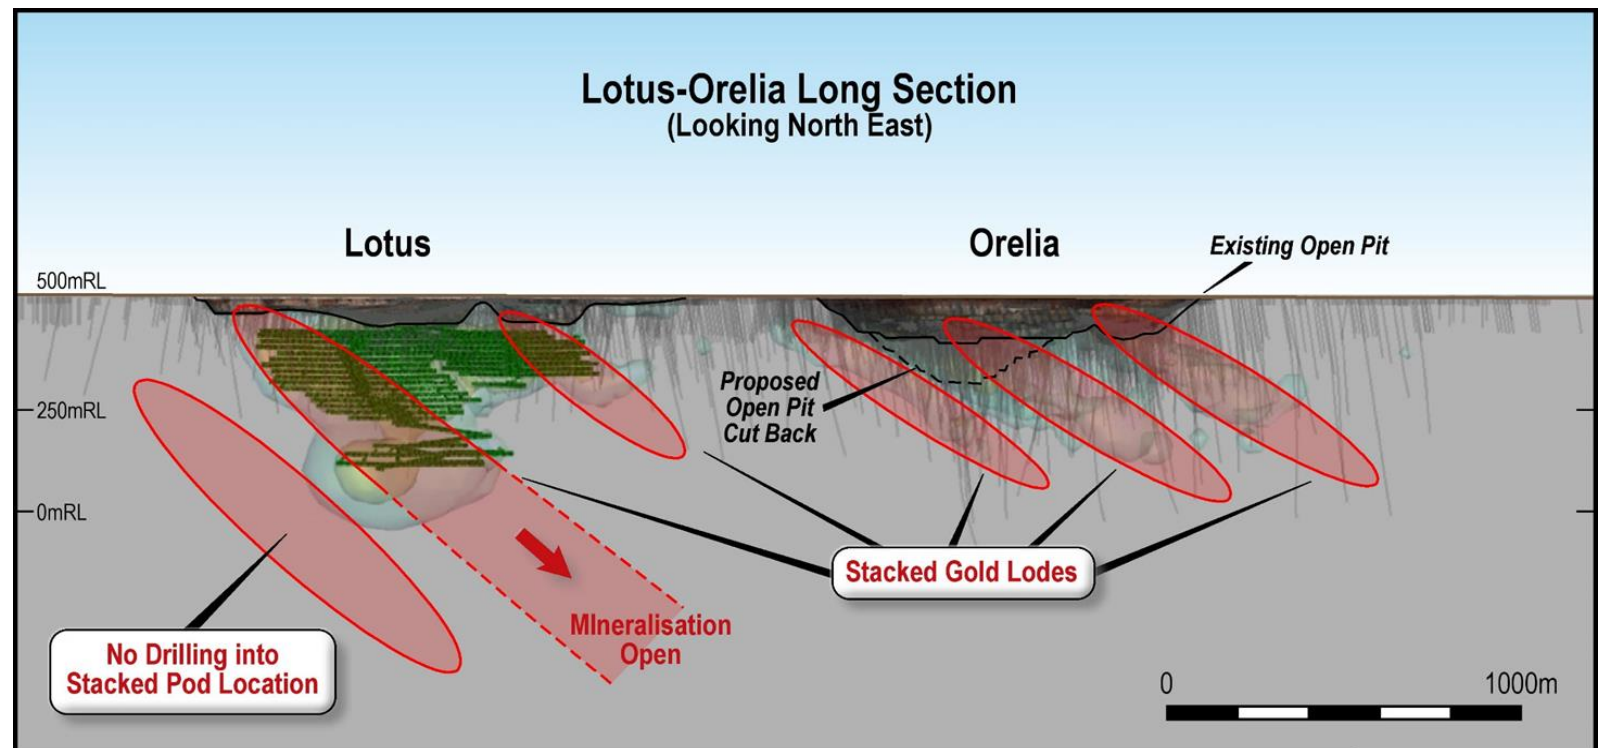 Lotus-Orelia Long Section
(Looking North East)
Lotus
Orelia
Existing Open Pit
500mRL
Proposed
Open Pit
Cut Back
250mRL
0mRL
Stacked Gold Lodes
MIneralisation
Open
No Drilling into
Stacked Pod Location
0
1000m